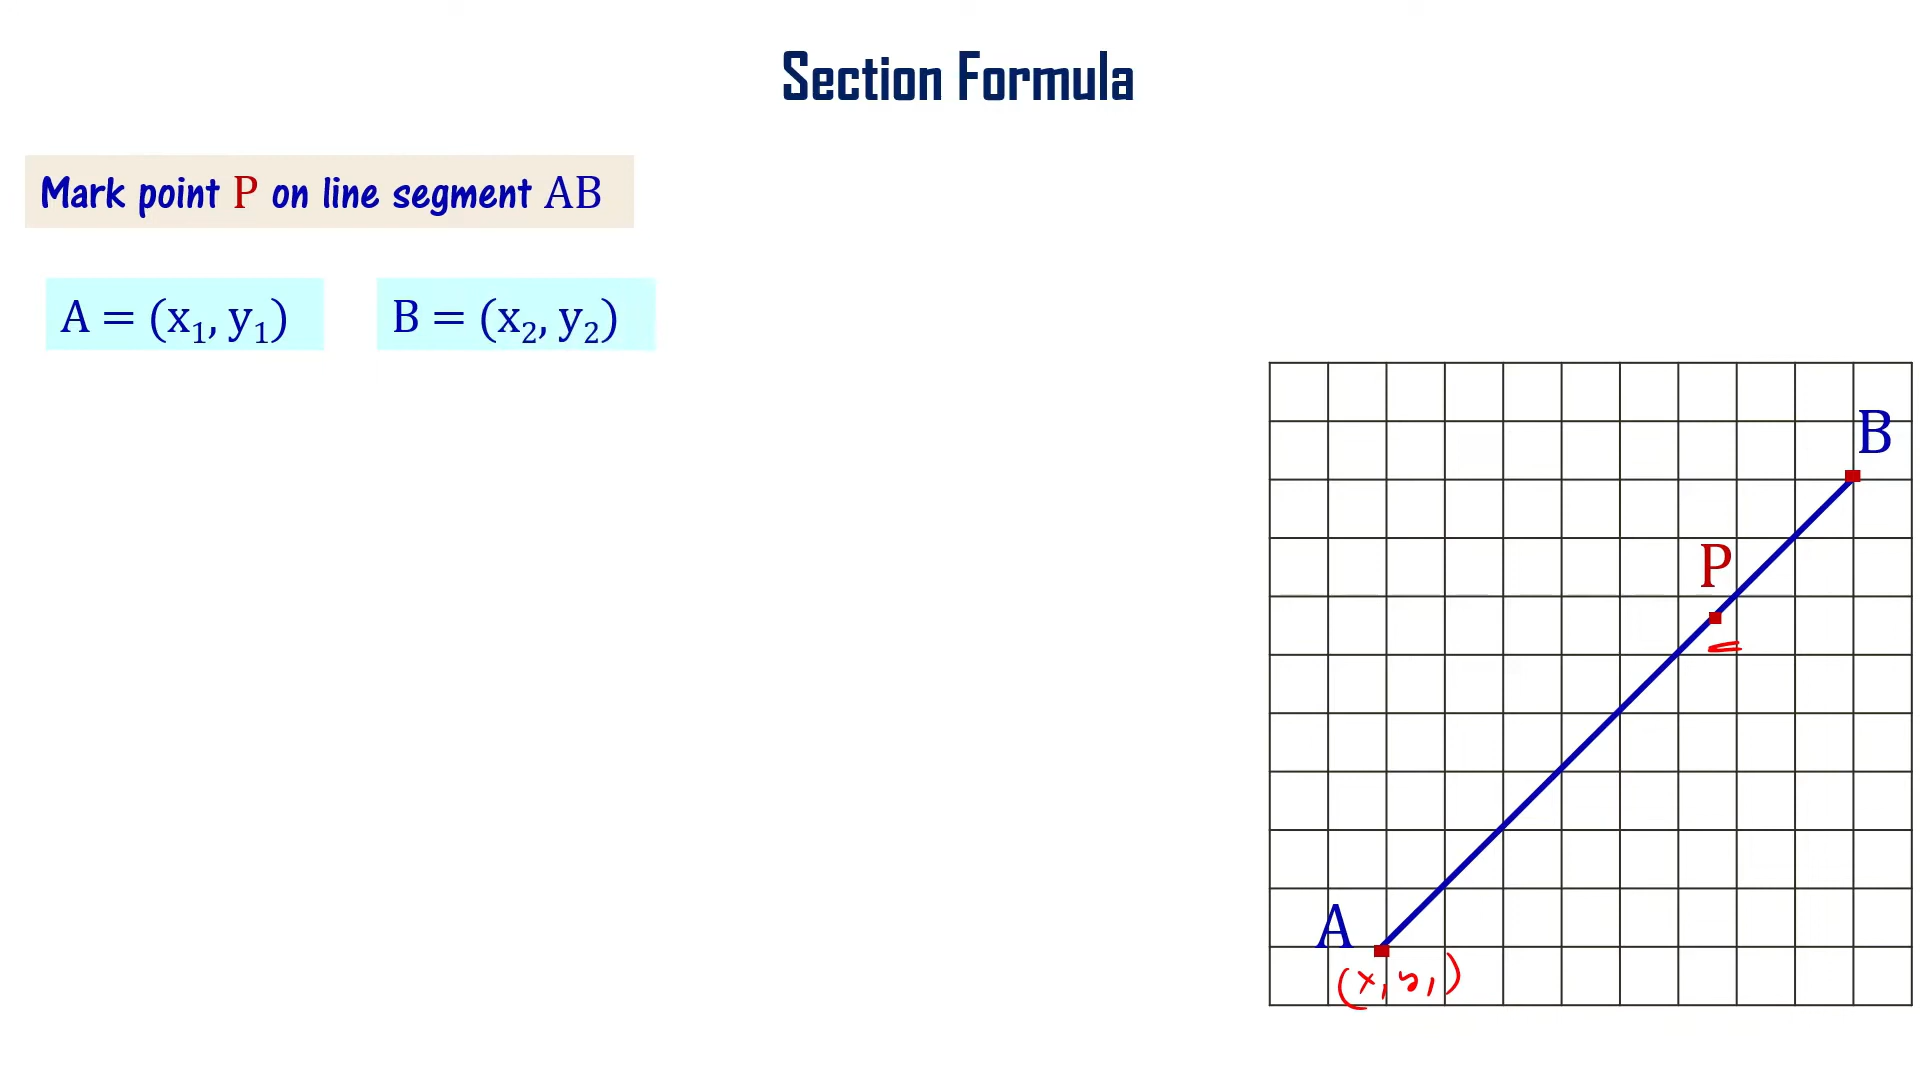 Section Formula
Mark point P on line segment AB
A = (x₁, y₁)
B = (x₂, y₂)
B
P
A
(x₁ y₁)